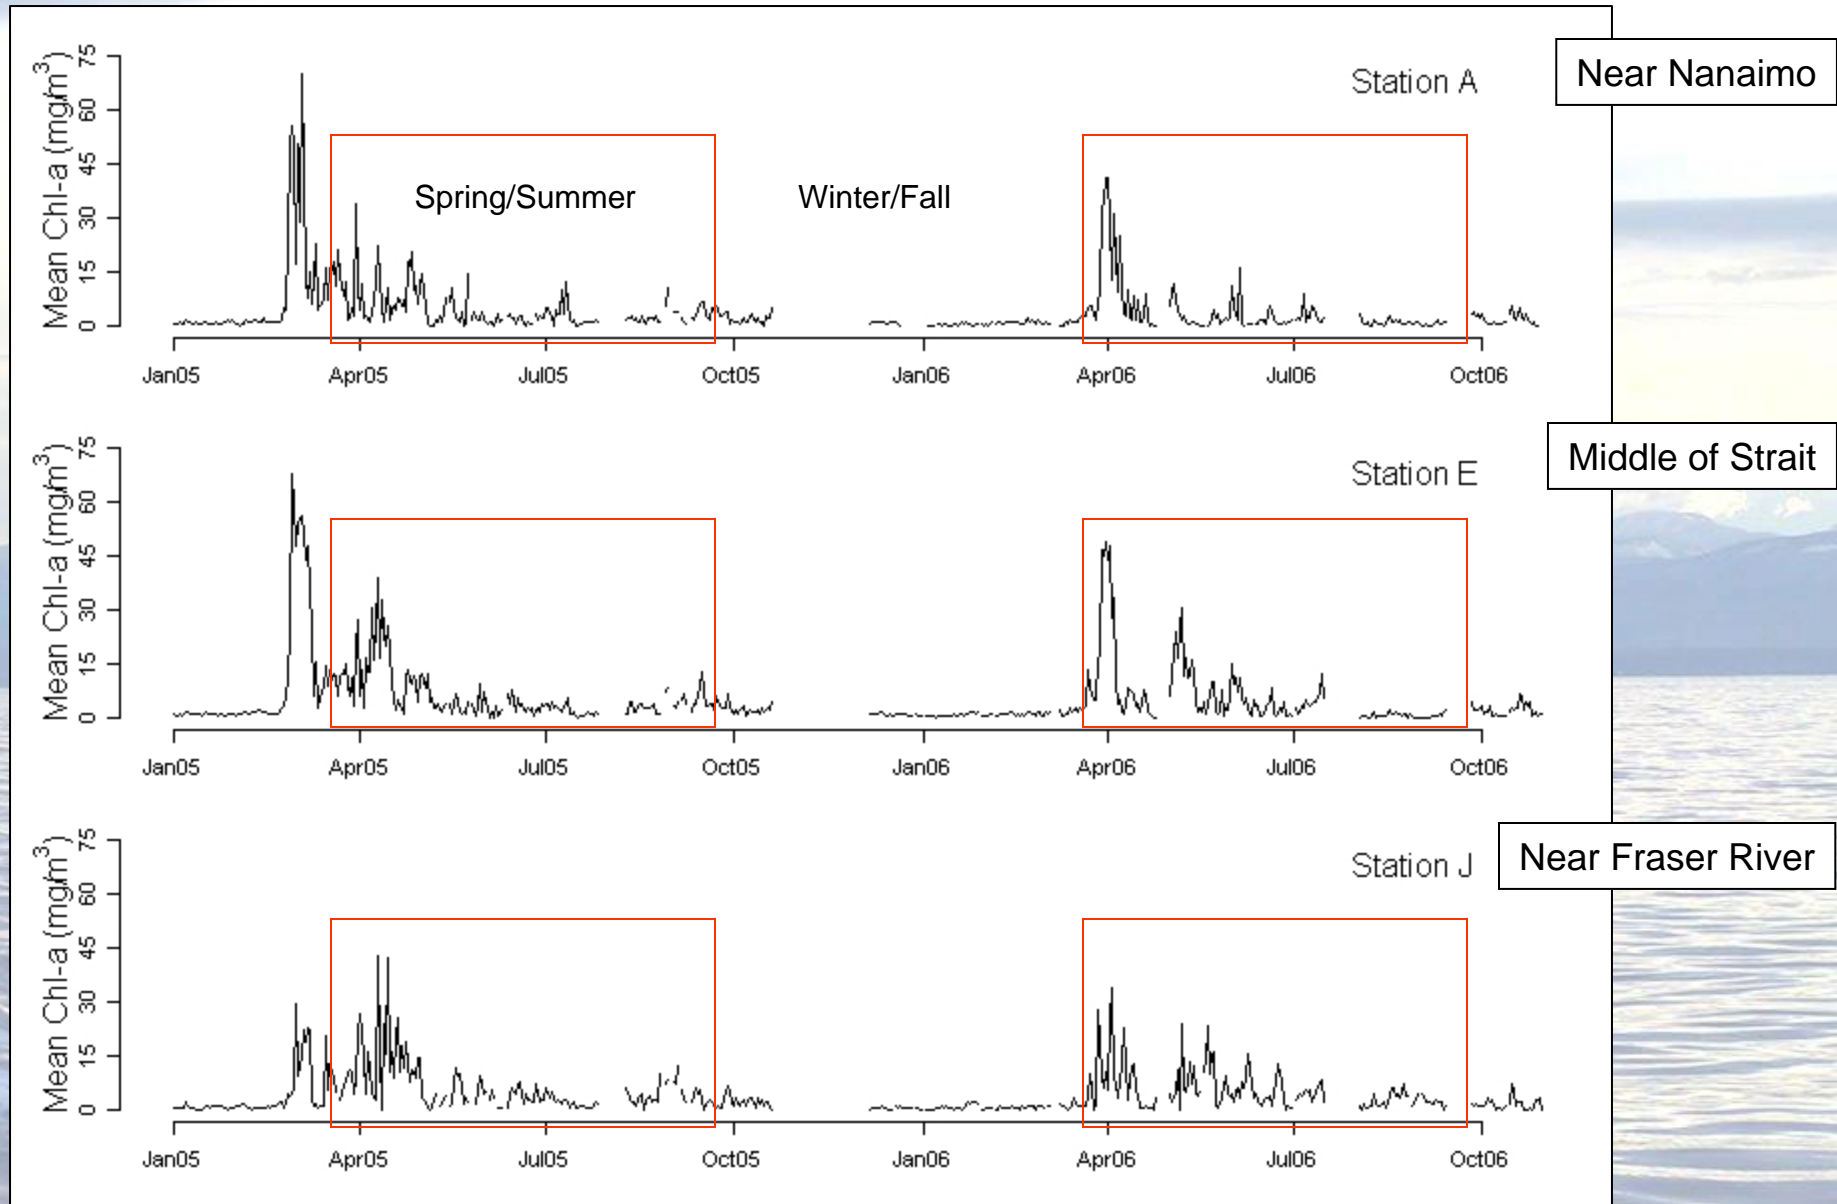 Near Nanaimo
Station A
Mean Chl-a (mg/m³)
75
60
45
30
15
0
Spring/Summer
Winter/Fall
Jan05 Apr05 Jul05 Oct05 Jan06 Apr06 Jul06 Oct06
Middle of Strait
Station E
Mean Chl-a (mg/m³)
75
60
45
30
15
0
Jan05 Apr05 Jul05 Oct05 Jan06 Apr06 Jul06 Oct06
Near Fraser River
Station J
Mean Chl-a (mg/m³)
75
60
45
30
15
0
Jan05 Apr05 Jul05 Oct05 Jan06 Apr06 Jul06 Oct06